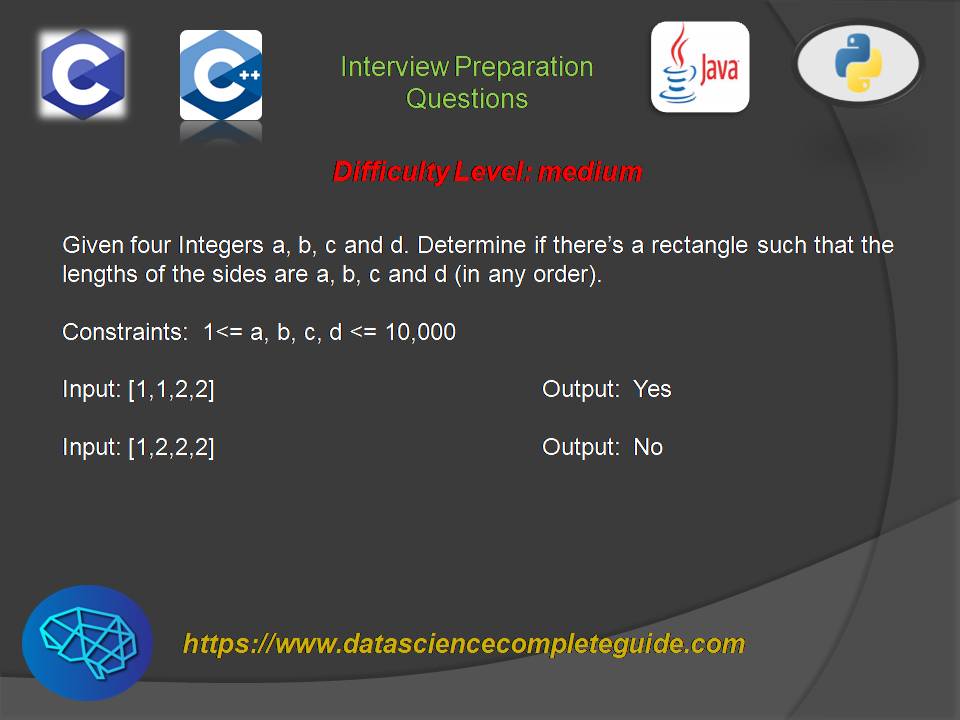 C
C++
Interview Preparation
Questions
Java
Difficulty Level: medium
Given four Integers a, b, c and d. Determine if there’s a rectangle such that the
lengths of the sides are a, b, c and d (in any order).
Constraints: 1<= a, b, c, d <= 10,000
Input: [1,1,2,2] Output: Yes
Input: [1,2,2,2] Output: No
https://www.datasciencecompleteguide.com